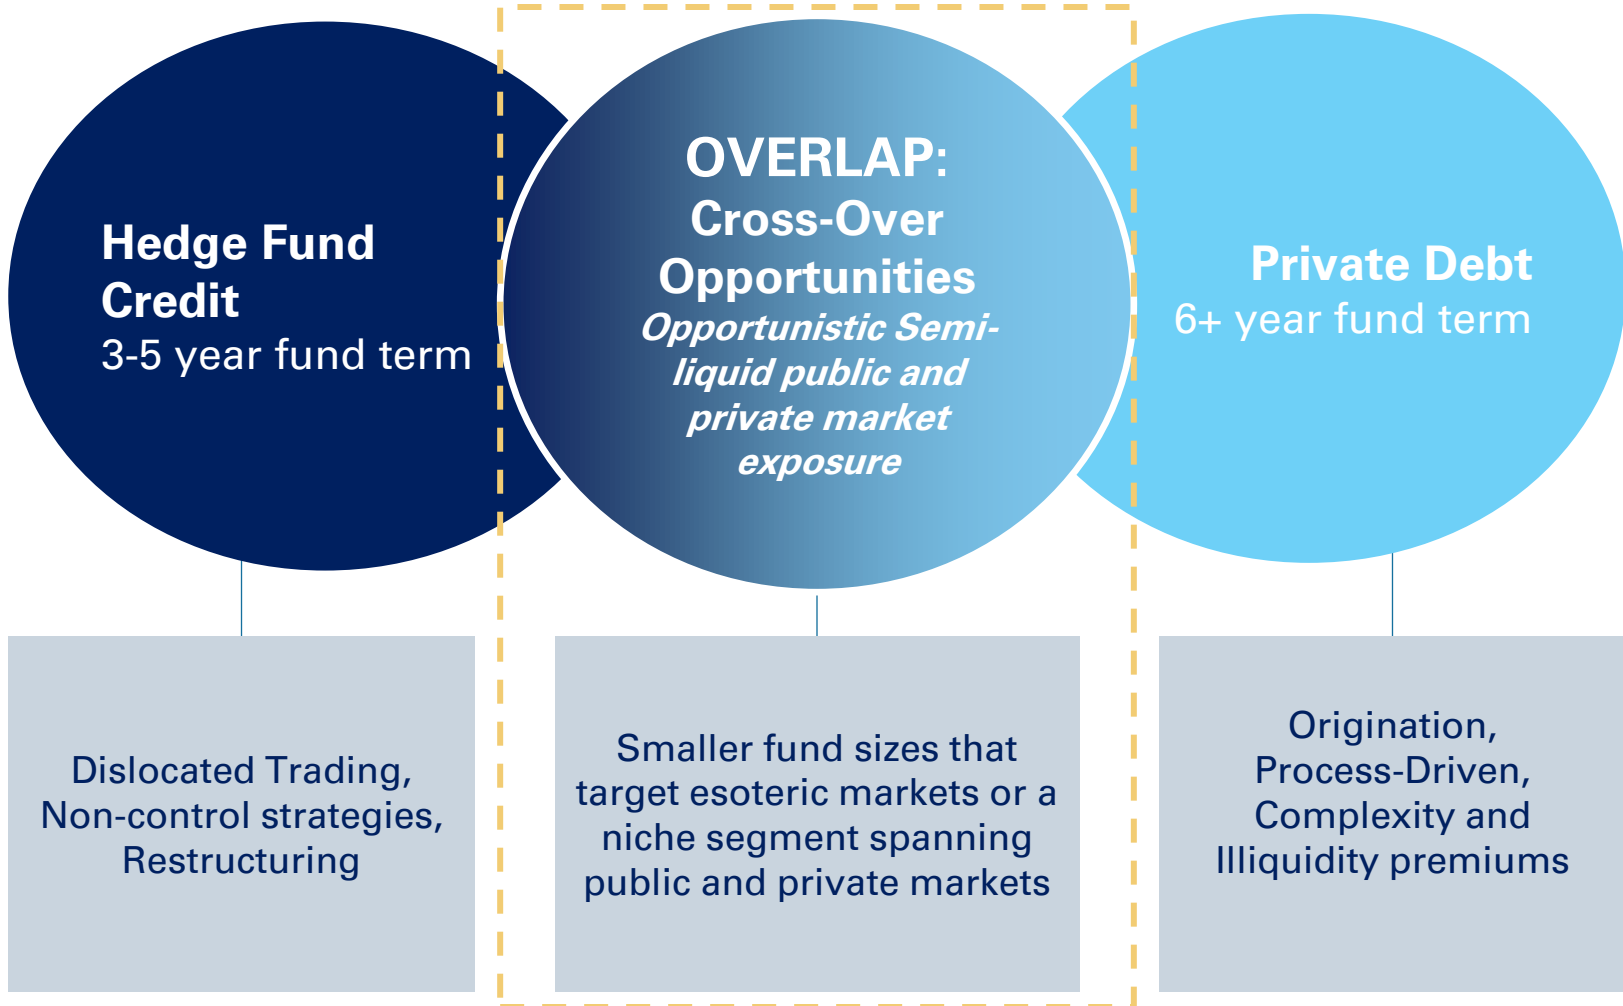 Hedge Fund
Credit
3-5 year fund term
OVERLAP:
Cross-Over
Opportunities
Opportunistic Semi-
liquid public and
private market
exposure
Private Debt
6+ year fund term
Dislocated Trading,
Non-control strategies,
Restructuring
Smaller fund sizes that
target esoteric markets or a
niche segment spanning
public and private markets
Origination,
Process-Driven,
Complexity and
Illiquidity premiums